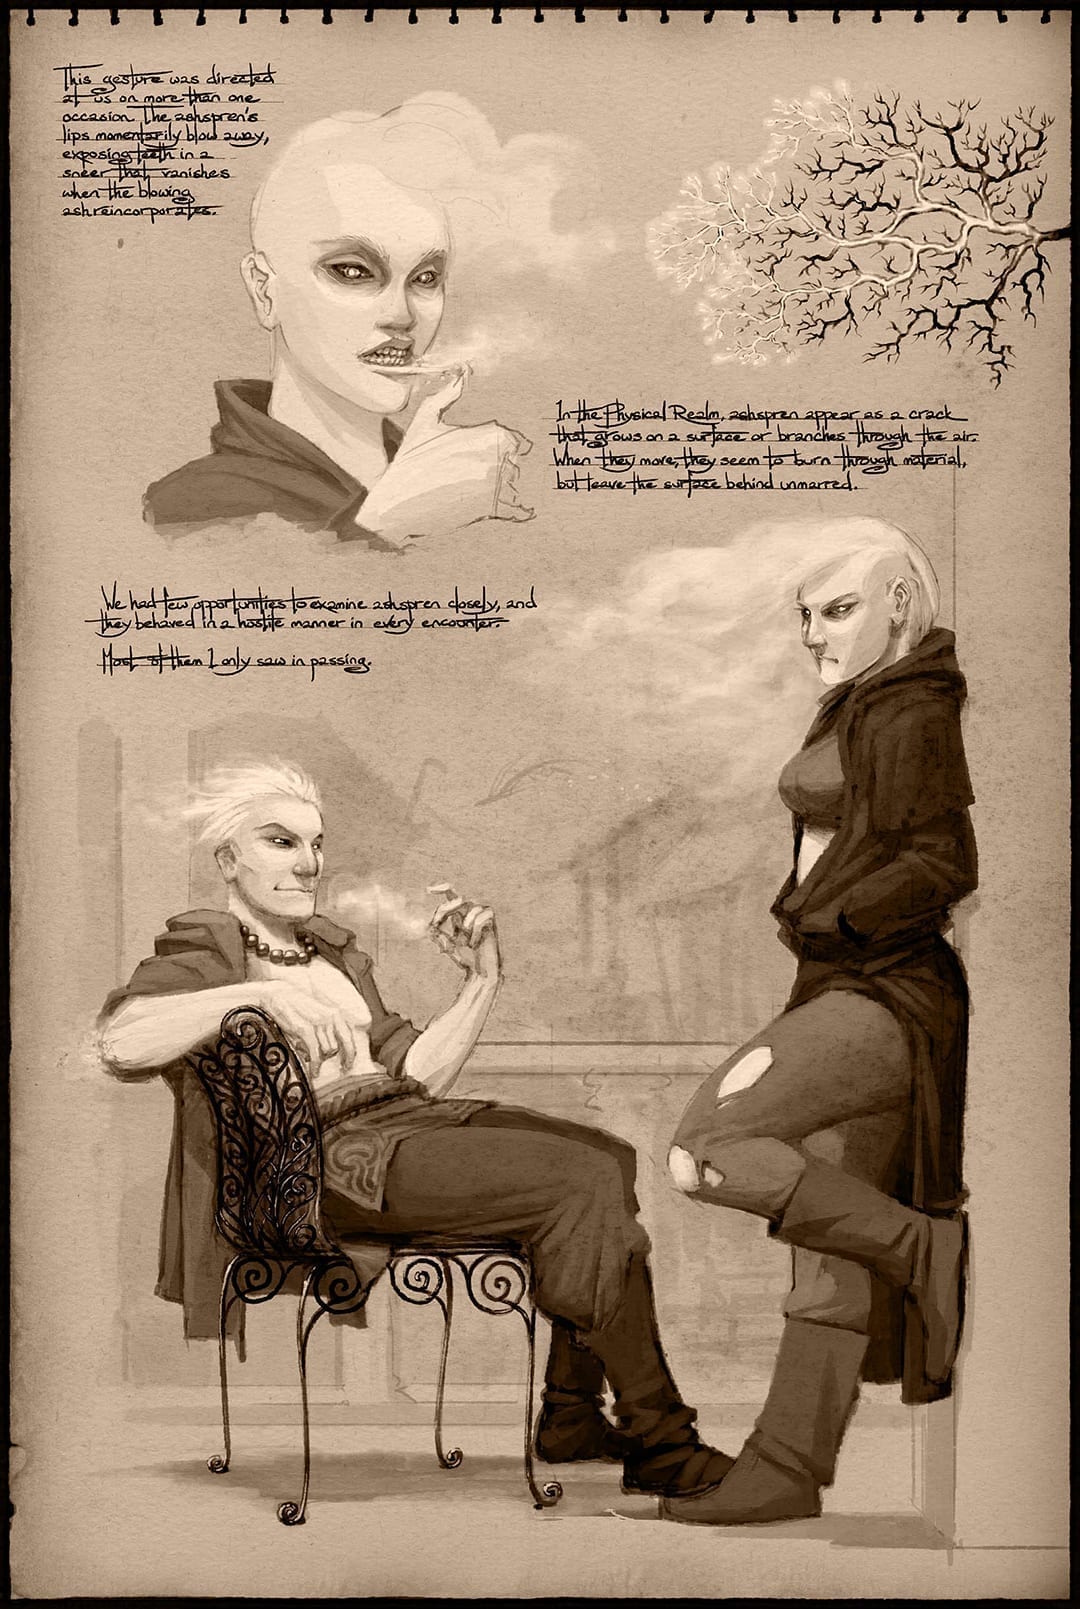 This gesture was directed
at us on more than one
occasion. The ashspren's
lips momentarily blow away,
exposing teeth in a
sneer that vanishes
when the blowing
ash reincorporates.
In the Physical Realm, ashspren appear as a crack
that grows on a surface or branches through the air.
When they move, they seem to burn through material,
but leave the surface behind unmarred.
We had few opportunities to examine ashspren closely, and
they behaved in a hostile manner in every encounter.
Most of them I only saw in passing.